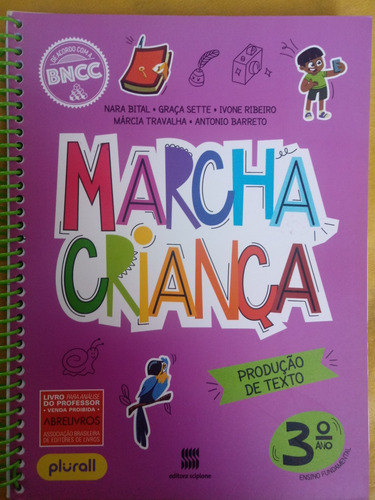 DE ACORDO COM A
BNCC
NARA BITAL • GRAÇA SETTE • IVONE RIBEIRO
MÁRCIA TRAVALHA • ANTONIO BARRETO
MARCHA
CRIANÇA
PRODUÇÃO
DE TEXTO
LIVRO PARA ANÁLISE
DO PROFESSOR
• VENDA PROIBIDA •
ABRELIVROS
ASSOCIAÇÃO BRASILEIRA
DE EDITORES DE LIVROS
plurall
editora scipione
3º ANO
ENSINO FUNDAMENTAL